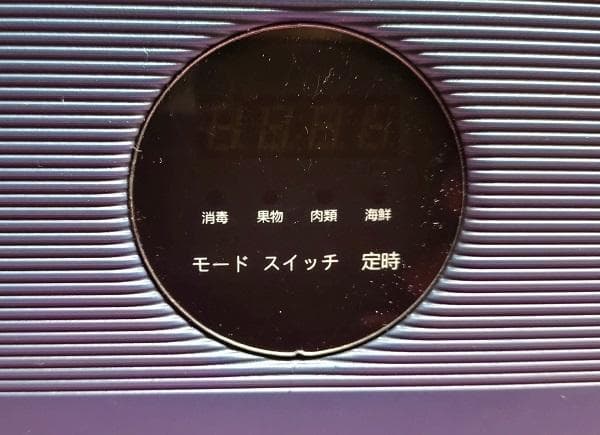 消毒 果物 肉類 海鮮
モード スイッチ 定時